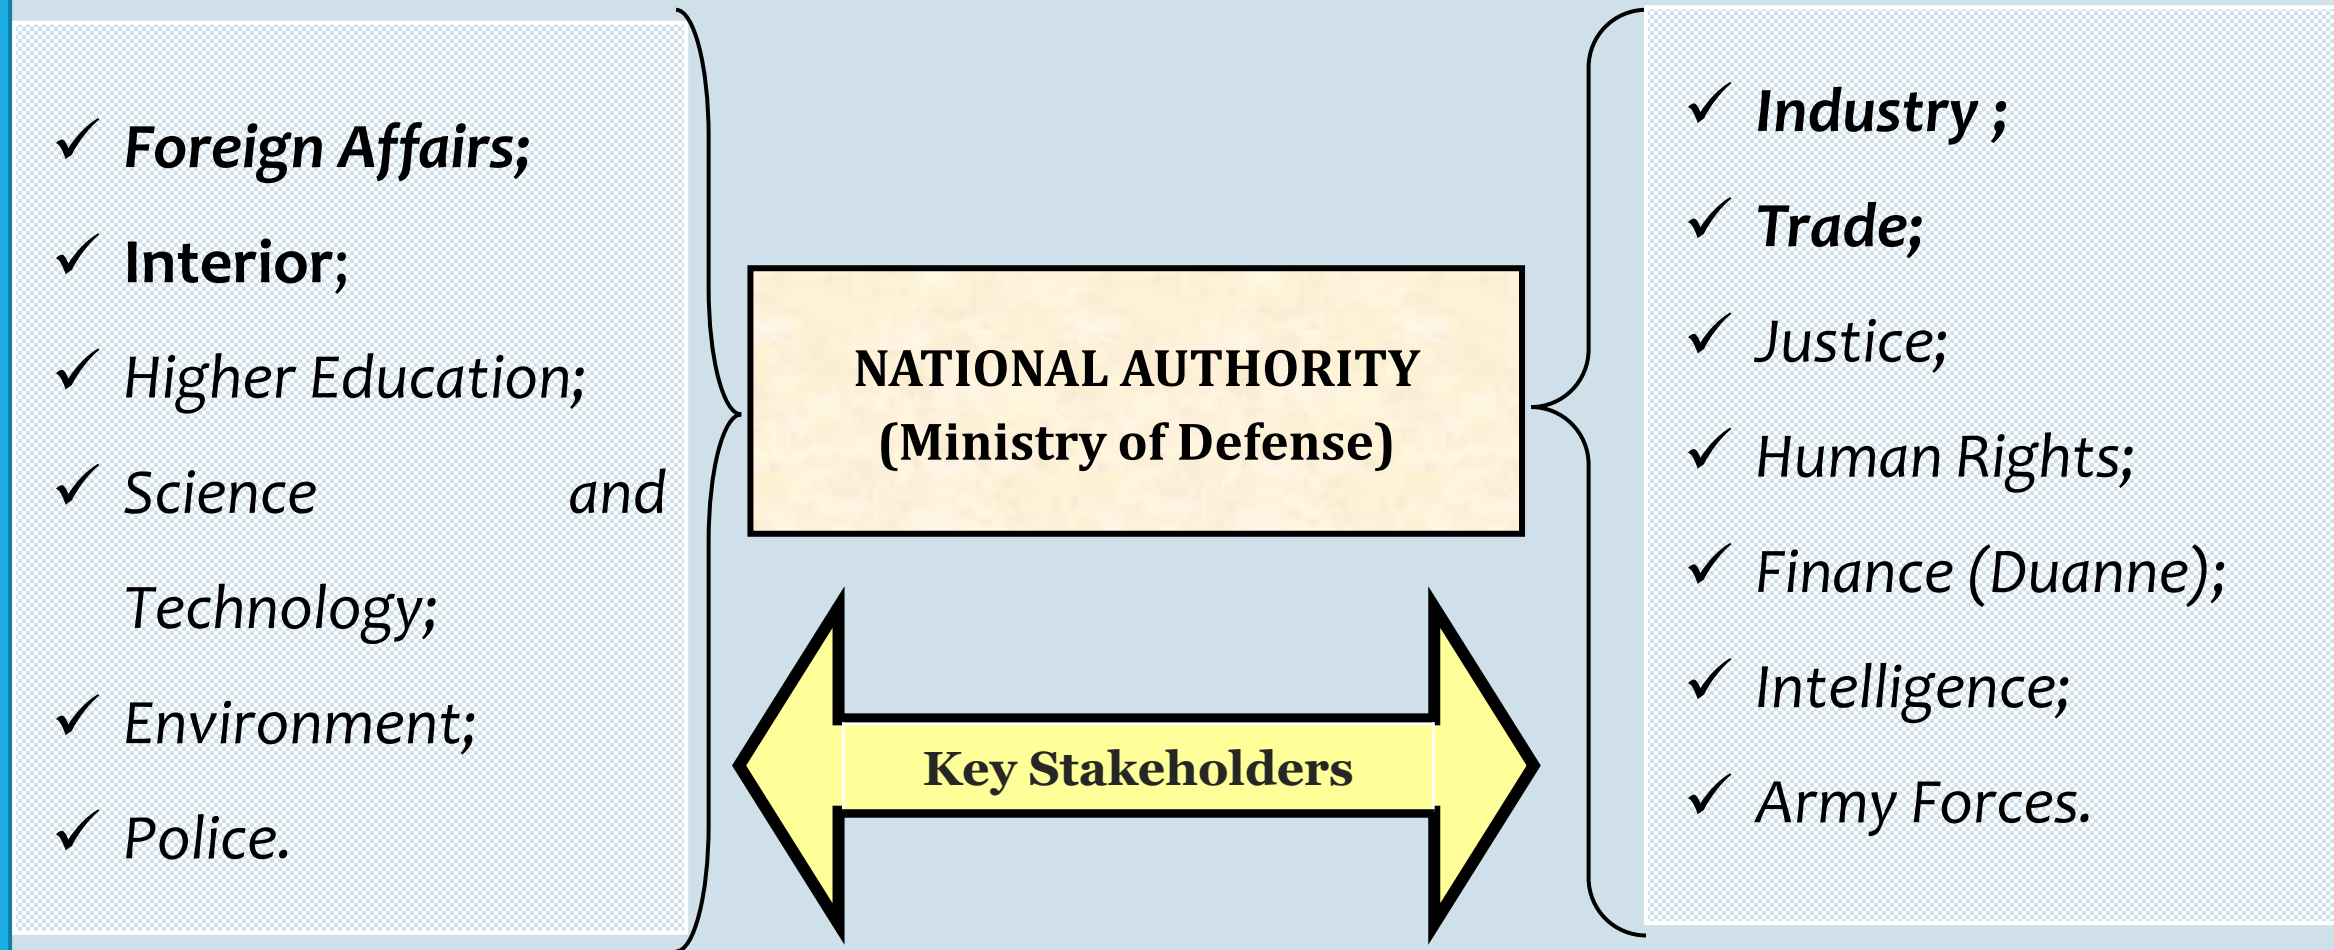 ✓ Foreign Affairs;
✓ Interior;
✓ Higher Education;
✓ Science and
Technology;
✓ Environment;
✓ Police.
NATIONAL AUTHORITY
(Ministry of Defense)
Key Stakeholders
✓ Industry ;
✓ Trade;
✓ Justice;
✓ Human Rights;
✓ Finance (Duanne);
✓ Intelligence;
✓ Army Forces.